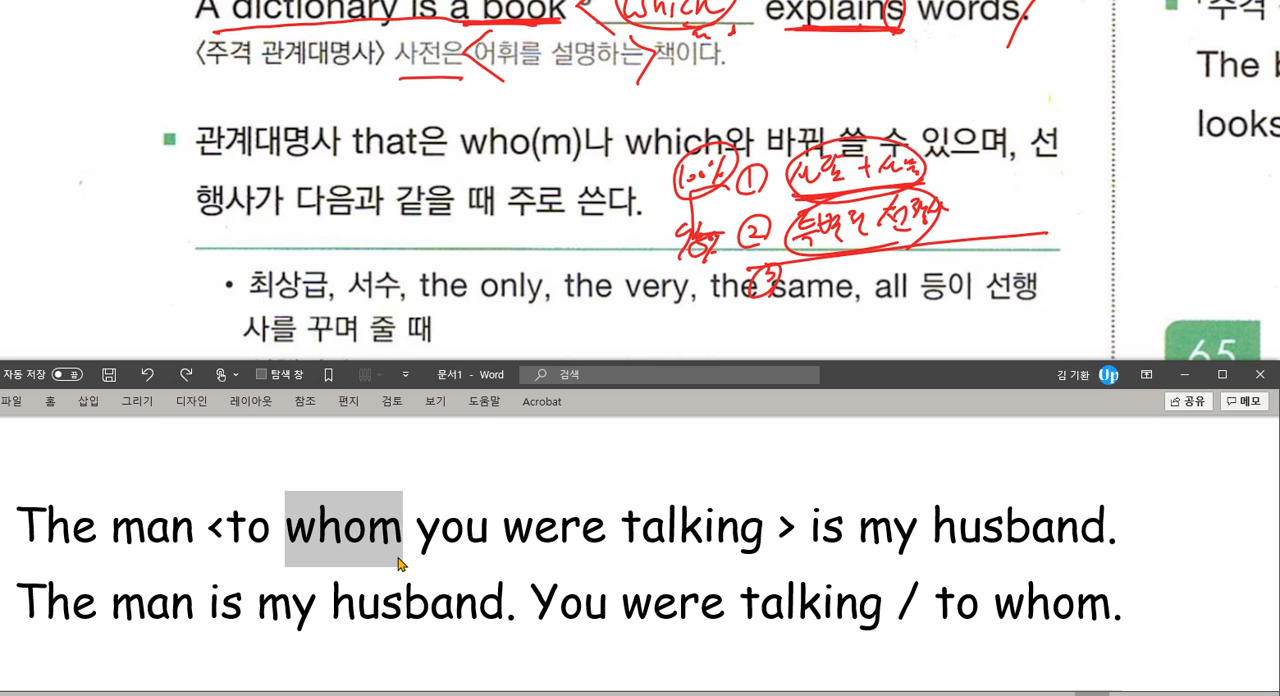 A dictionary is a book < which explains words.
〈주격 관계대명사〉 사전은 어휘를 설명하는 책이다.
■ 관계대명사 that은 who(m)나 which와 바꿔 쓸 수 있으며, 선
행사가 다음과 같을 때 주로 쓴다.
100% ① 사람 + 사물
② 특별한 선행사
③
• 최상급, 서수, the only, the very, the same, all 등이 선행
사를 꾸며 줄 때
The b
looks
65
자동 저장 끔 탐색 창 문서1 - Word 검색 김 기환
파일 홈 삽입 그리기 디자인 레이아웃 참조 편지 검토 보기 도움말 Acrobat 공유 메모
The man <to whom you were talking > is my husband.
The man is my husband. You were talking / to whom.